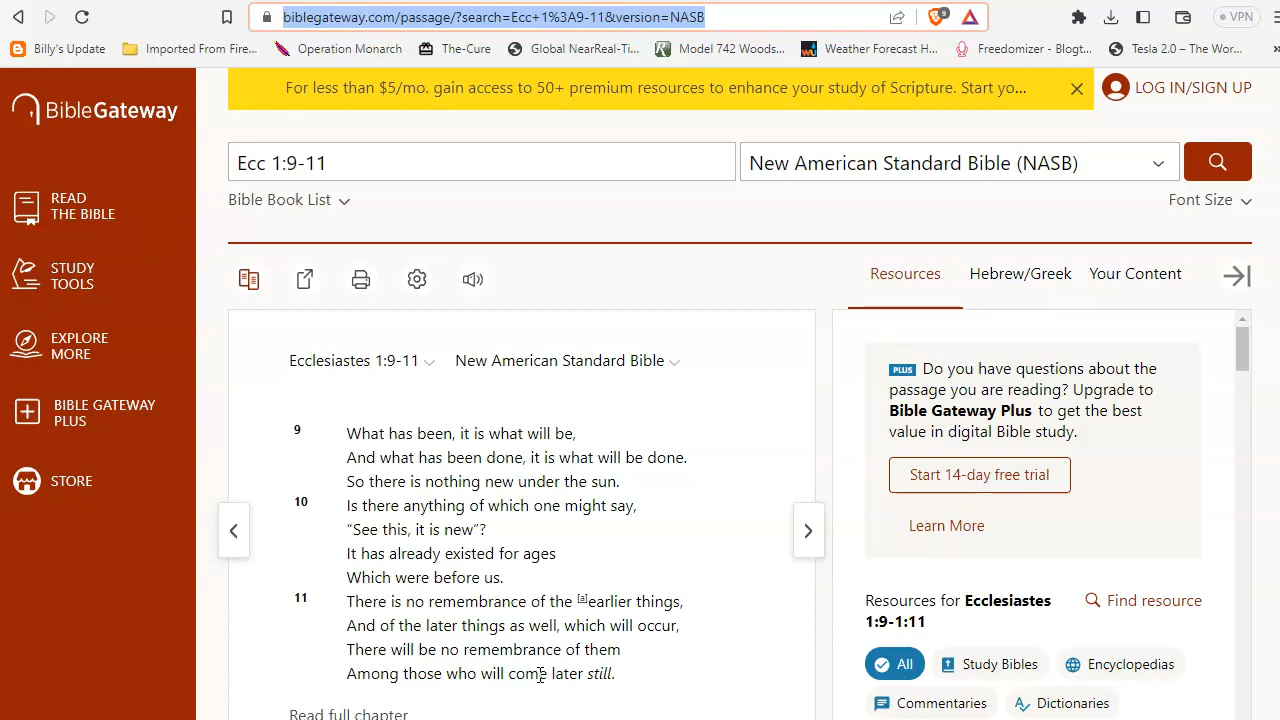 biblegateway.com/passage/?search=Ecc+1%3A9-11&version=NASB
9
VPN
Billy's Update
Imported From Fire...
Operation Monarch
The-Cure
Global NearReal-Ti...
Model 742 Woods...
Weather Forecast H...
Freedomizer - Blogt...
Tesla 2.0 – The Wor...
»
BibleGateway
For less than $5/mo. gain access to 50+ premium resources to enhance your study of Scripture. Start yo...
LOG IN/SIGN UP
Ecc 1:9-11
New American Standard Bible (NASB)
Bible Book List
Font Size
READ
THE BIBLE
STUDY
TOOLS
EXPLORE
MORE
BIBLE GATEWAY
PLUS
STORE
Resources
Hebrew/Greek
Your Content
Ecclesiastes 1:9-11
New American Standard Bible
9 What has been, it is what will be,
And what has been done, it is what will be done.
So there is nothing new under the sun.
10 Is there anything of which one might say,
“See this, it is new”?
It has already existed for ages
Which were before us.
11 There is no remembrance of the [a]earlier things,
And of the later things as well, which will occur,
There will be no remembrance of them
Among those who will come later still.
Read full chapter
PLUS Do you have questions about the
passage you are reading? Upgrade to
Bible Gateway Plus to get the best
value in digital Bible study.
Start 14-day free trial
Learn More
Resources for Ecclesiastes
1:9-1:11
Find resource
All
Study Bibles
Encyclopedias
Commentaries
Dictionaries